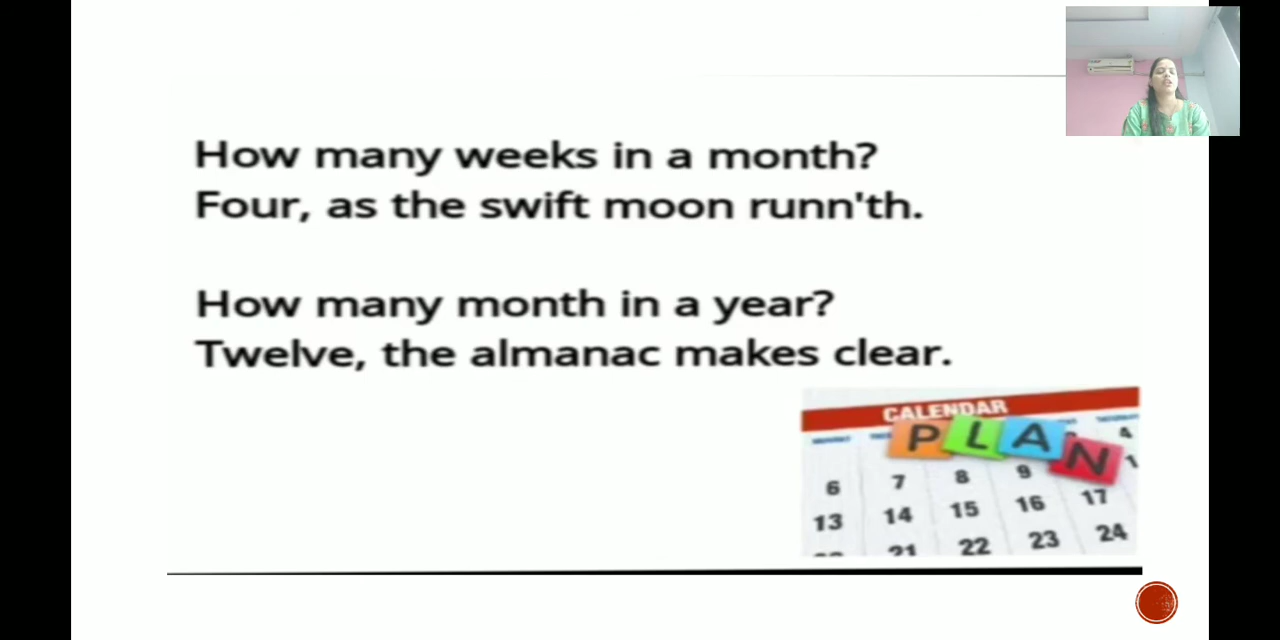 How many weeks in a month?
Four, as the swift moon runn'th.
How many month in a year?
Twelve, the almanac makes clear.
CALENDAR
PLAN
4
6 7 8 9
13 14 15 16 17
21 22 23 24